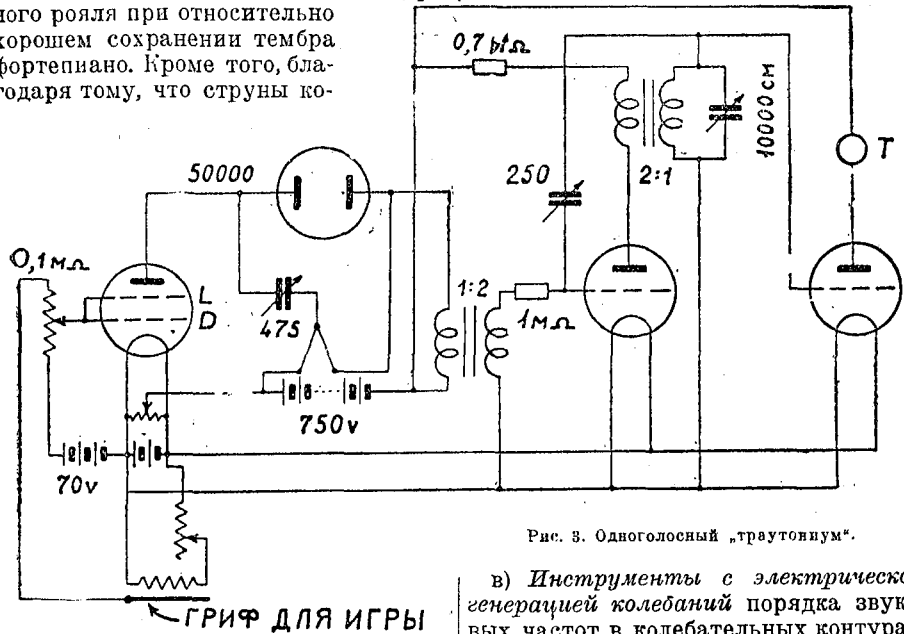 ного рояля при относительно
хорошем сохранении тембра
фортепиано. Кроме того, бла-
годаря тому, что струны ко-
0,7 МΩ
10000 см
50000
250
2:1
T
0,1 мΩ
L
D
475
1:2
1мΩ
750v
70v
Рис. 3. Одноголосный „траутониум".
ГРИФ ДЛЯ ИГРЫ
в) Инструменты с электрическо
генерацией колебаний порядка звук
вых частот в колебательных контура